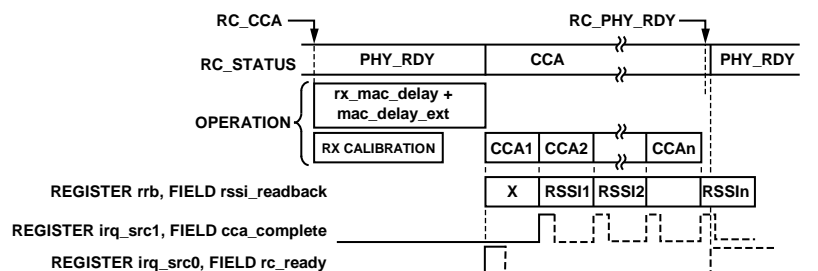 RC_CCA
RC_PHY_RDY
RC_STATUS
PHY_RDY
CCA
PHY_RDY
OPERATION
rx_mac_delay +
mac_delay_ext
RX CALIBRATION
CCA1
CCA2
CCAn
REGISTER rrb, FIELD rssi_readback
X
RSSI1
RSSI2
RSSIn
REGISTER irq_src1, FIELD cca_complete
REGISTER irq_src0, FIELD rc_ready